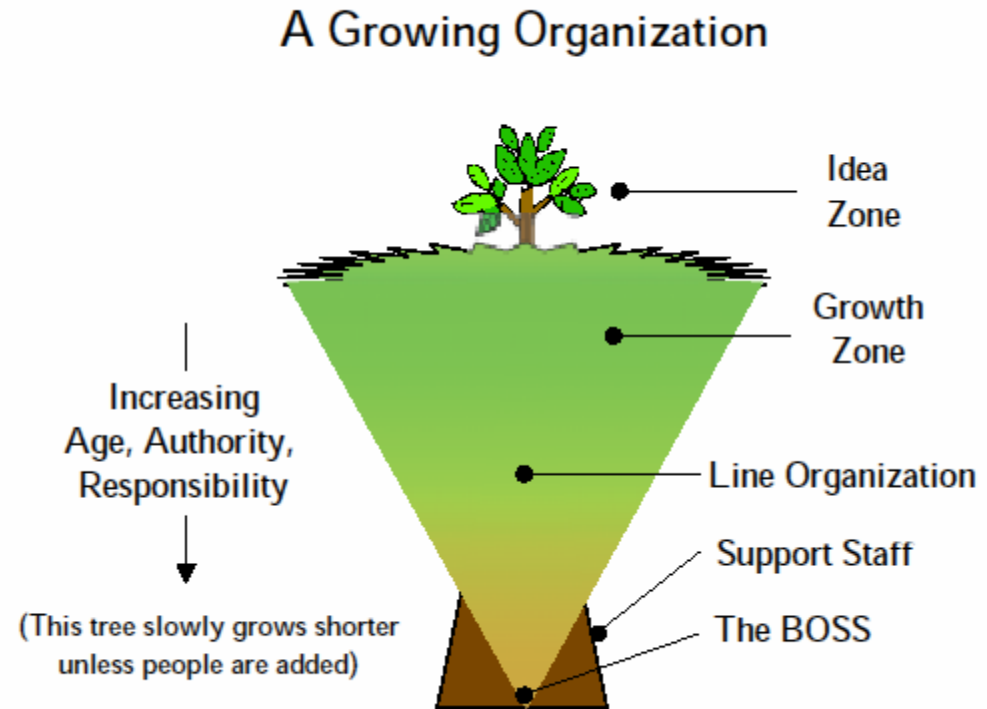 A Growing Organization
Idea
Zone
Growth
Zone
Increasing
Age, Authority,
Responsibility
Line Organization
Support Staff
The BOSS
(This tree slowly grows shorter
unless people are added)